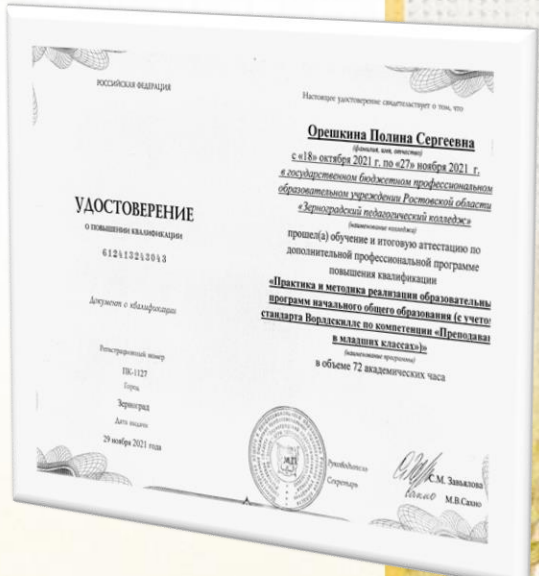 РОССИЙСКАЯ ФЕДЕРАЦИЯ
УДОСТОВЕРЕНИЕ
о повышении квалификации
612413243043
Документ о квалификации
Регистрационный номер
ПК-1127
Город
Зерноград
Дата выдачи
29 ноября 2021 года
Настоящее удостоверение свидетельствует о том, что
Орешкина Полина Сергеевна
(фамилия, имя, отчество)
с «18» октября 2021 г. по «27» ноября 2021 г.
в государственном бюджетном профессиональном
образовательном учреждении Ростовской области
«Зерноградский педагогический колледж»
(наименование колледжа)
прошел(а) обучение и итоговую аттестацию по
дополнительной профессиональной программе
повышения квалификации
«Практика и методика реализации образовательны
программ начального общего образования (с учето
стандарта Ворлдскиллс по компетенции «Преподава
в младших классах»)»
(наименование программы)
в объеме 72 академических часа
М.П.
Руководитель
С.М. Завьялова
Секретарь
М.В.Сахно